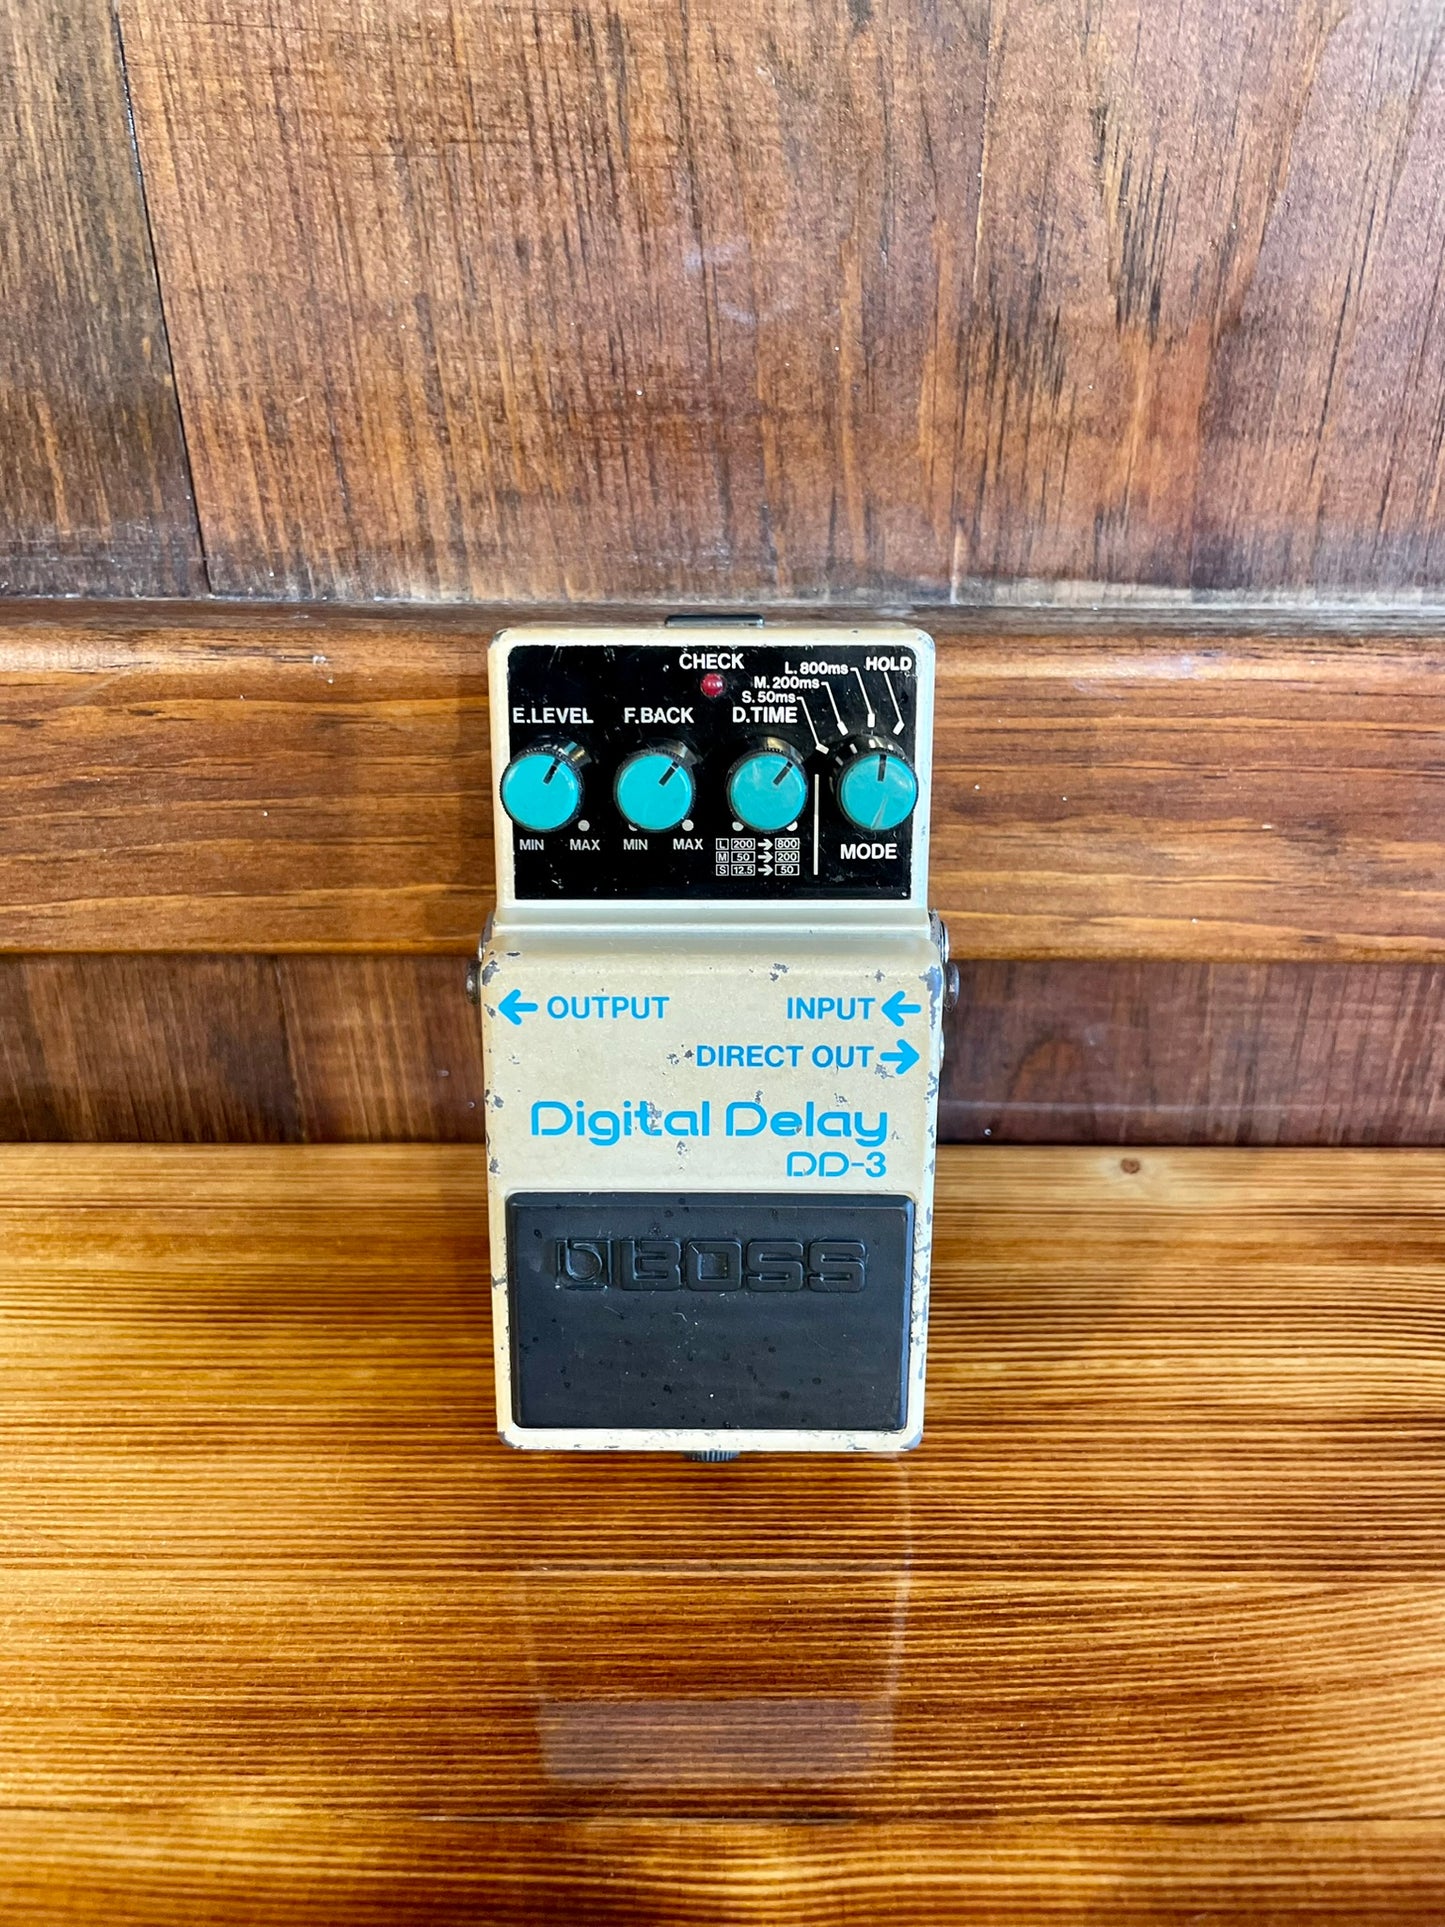 CHECK
L. 800ms
HOLD
M. 200ms
S. 50ms
E.LEVEL F.BACK D.TIME
MIN MAX MIN MAX
L 200 → 800
M 50 → 200
S 12.5 → 50
MODE
← OUTPUT INPUT ←
DIRECT OUT →
Digital Delay
DD-3
BOSS